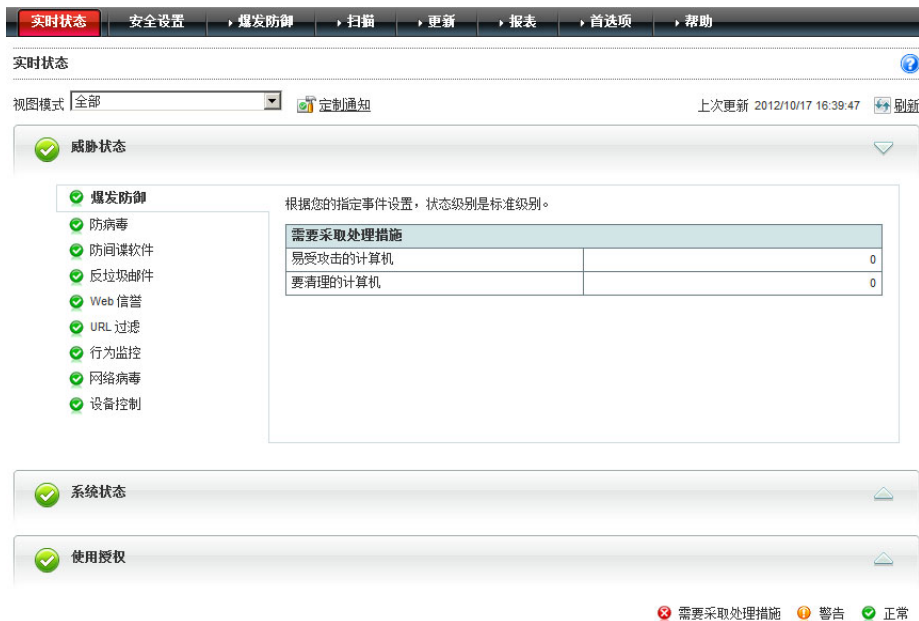 实时状态 安全设置 爆发防御 扫描 更新 报表 首选项 帮助
实时状态
视图模式 全部 定制通知 上次更新 2012/10/17 16:39:47 刷新
威胁状态
爆发防御
防病毒
防间谍软件
反垃圾邮件
Web 信誉
URL 过滤
行为监控
网络病毒
设备控制
根据您的指定事件设置，状态级别是标准级别。
需要采取处理措施
易受攻击的计算机 0
要清理的计算机 0
系统状态
使用授权
需要采取处理措施 警告 正常